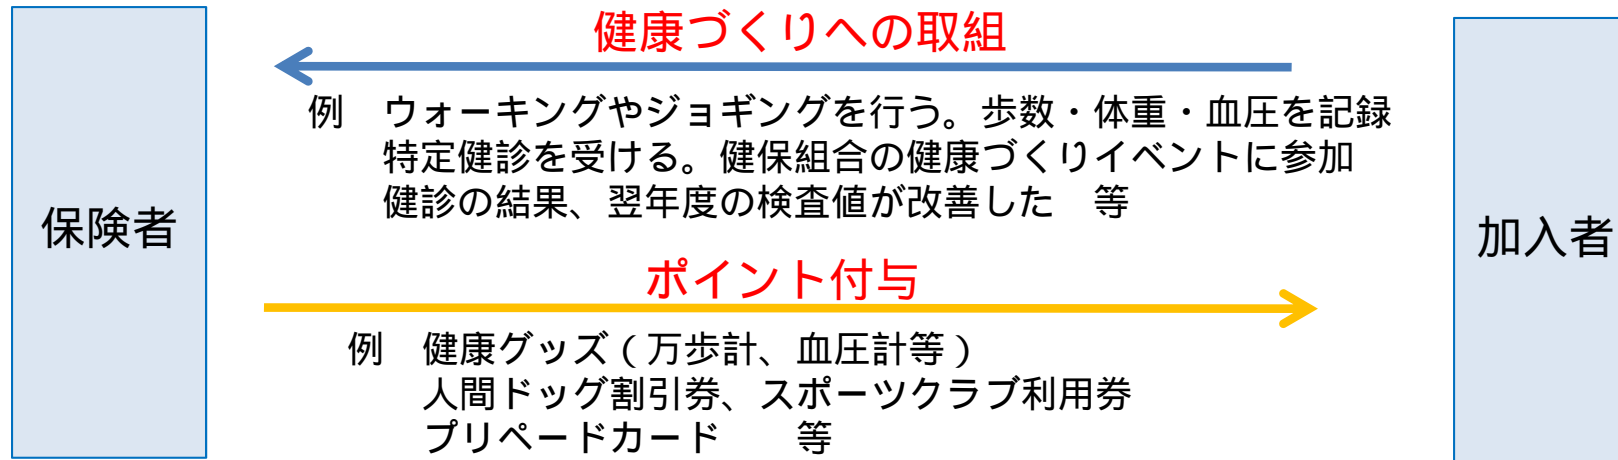 健康づくりへの取組
例　ウォーキングやジョギングを行う。歩数・体重・血圧を記録
特定健診を受ける。健保組合の健康づくりイベントに参加
健診の結果、翌年度の検査値が改善した　等
保険者
加入者
ポイント付与
例　健康グッズ（万歩計、血圧計等）
人間ドッグ割引券、スポーツクラブ利用券
プリペードカード　　等